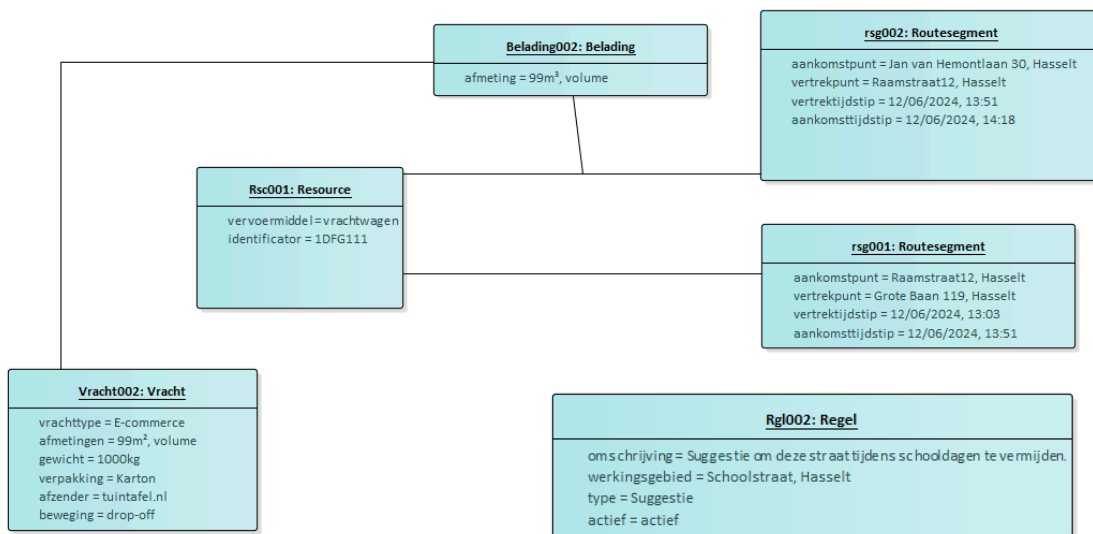 Belading002: Belading
afmeting = 99m³, volume
rsg002: Routesegment
aankomstpunt = Jan van Hemontlaan 30, Hasselt
vertrekpunt = Raamstraat12, Hasselt
vertrektijdstip = 12/06/2024, 13:51
aankomsttijdstip = 12/06/2024, 14:18
Rsc001: Resource
vervoermiddel=vrachtwagen
identificator = 1DFG111
rsg001: Routesegment
aankomstpunt = Raamstraat12, Hasselt
vertrekpunt = Grote Baan 119, Hasselt
vertrektijdstip = 12/06/2024, 13:03
aankomsttijdstip = 12/06/2024, 13:51
Vracht002: Vracht
vrachttype = E-commerce
afmetingen = 99m², volume
gewicht = 1000kg
verpakking = Karton
afzender = tuintafel.nl
beweging = drop-off
Rgl002: Regel
omschrijving = Suggestie om deze straat tijdens schooldagen te vermijden.
werkingsgebied = Schoolstraat, Hasselt
type = Suggestie
actief = actief